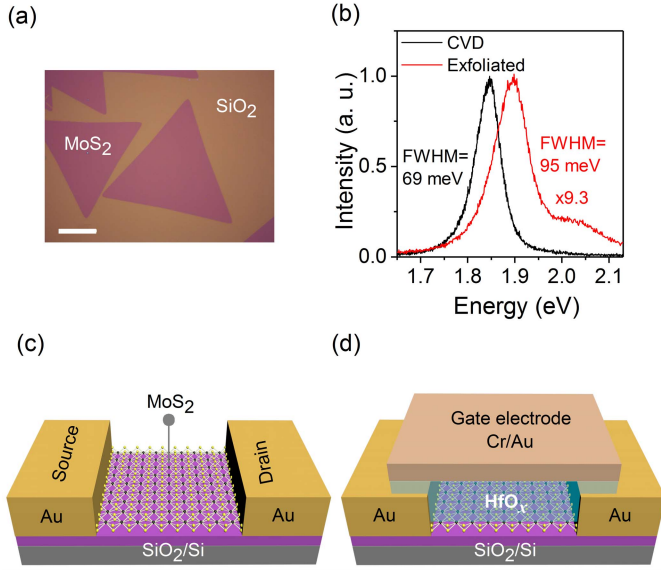 (a)
SiO2
MoS2
(b)
CVD
Exfoliated
FWHM=
69 meV
FWHM=
95 meV
x9.3
Intensity (a. u.)
1.0
0.5
0.0
1.7 1.8 1.9 2.0 2.1
Energy (eV)
(c)
MoS2
Source
Drain
Au
Au
SiO2/Si
(d)
Gate electrode
Cr/Au
HfOx
Au
Au
SiO2/Si